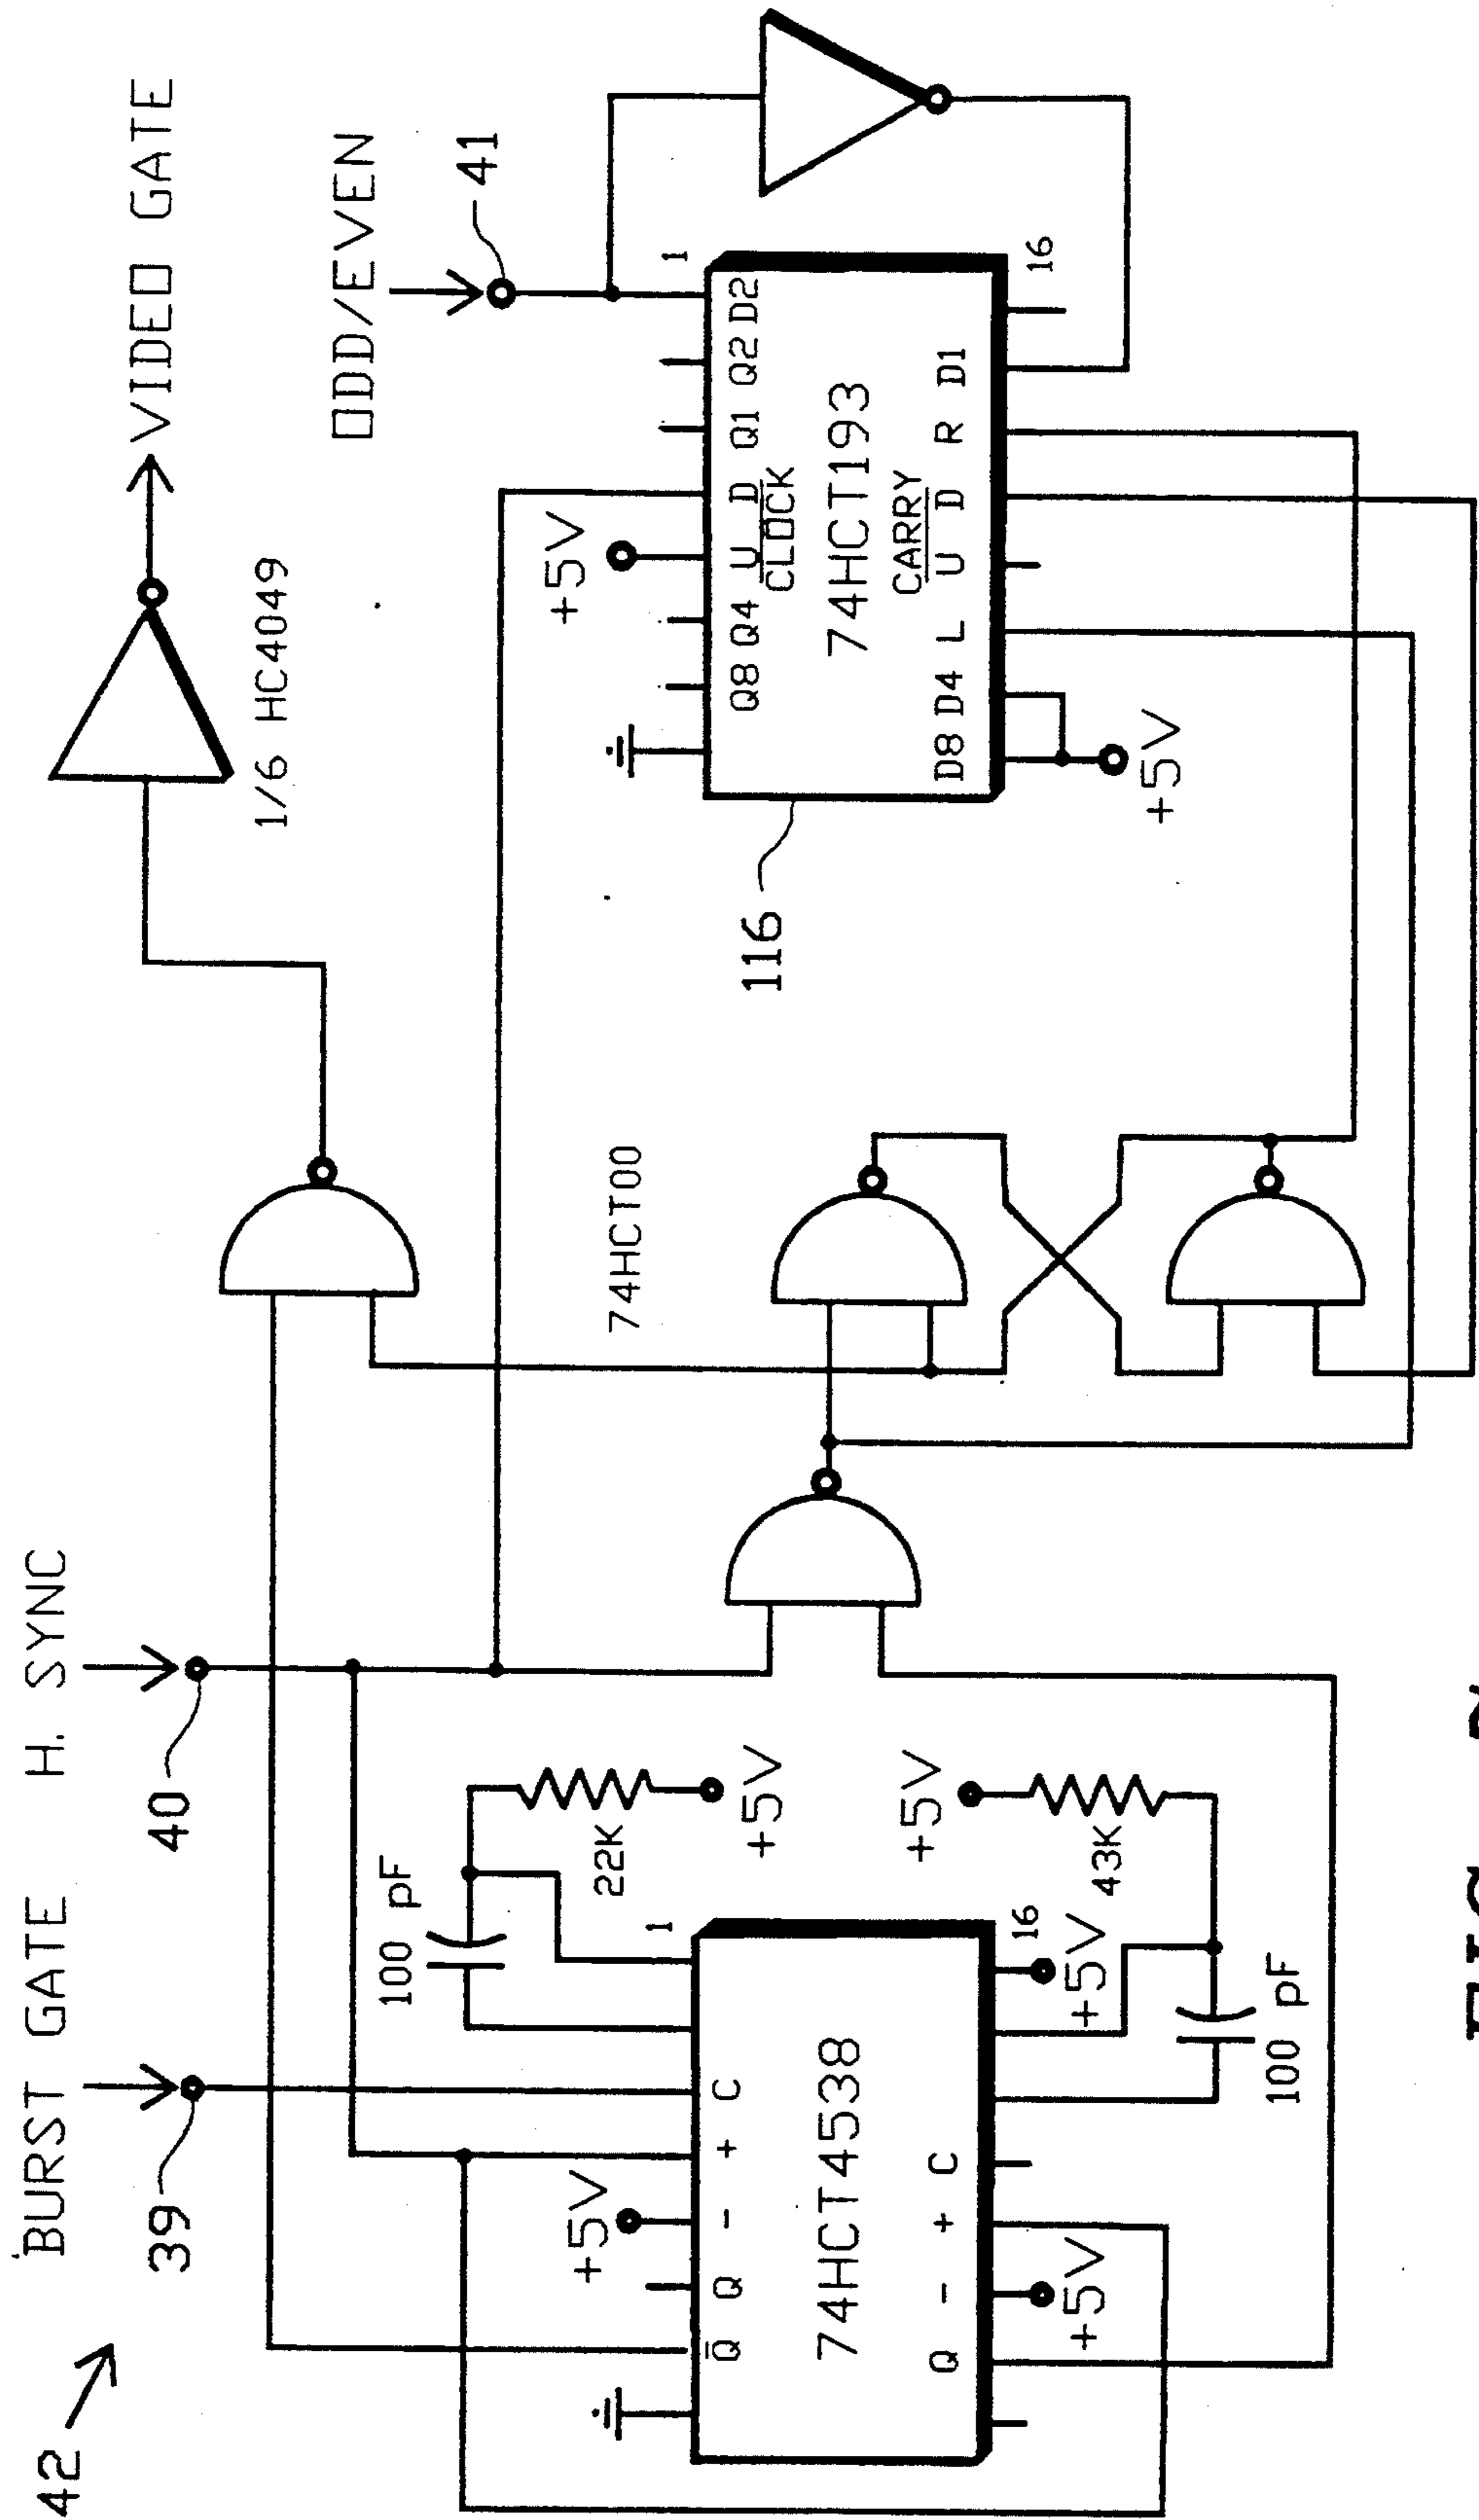 42
BURST GATE
H. SYNC
VIDEO GATE
39
40
ODD/EVEN
41
1/6 HC4049
100 pF
22K
+5V
+5V
1
Q̅ Q - + C
74HCT4538
Q - + C
16
+5V
+5V
43K
+5V
100 pF
74HCT00
+5V
1
Q8 Q4 U D Q1 Q2 D2
CLOCK
74HCT193
CARRY
D8 D4 L U D R D1
16
+5V
116